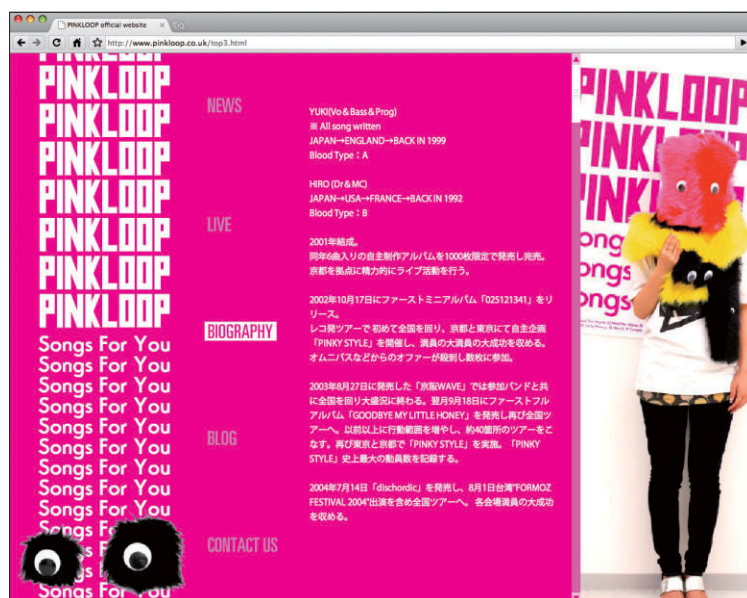 PINKLOOP official website
http://www.pinkloop.co.uk/top3.html
PINKLOOP
PINKLOOP
PINKLOOP
PINKLOOP
PINKLOOP
PINKLOOP
PINKLOOP
PINKLOOP
Songs For You
Songs For You
Songs For You
Songs For You
Songs For You
Songs For You
Songs For You
Songs For You
Songs For You
Songs For You
Songs
Songs
Songs For You
NEWS
LIVE
BIOGRAPHY
BLOG
CONTACT US
YUKI(Vo＆Bass＆Prog)
※ All song written
JAPAN→ENGLAND→BACK IN 1999
Blood Type：A
HIRO (Dr＆MC)
JAPAN→USA→FRANCE→BACK IN 1992
Blood Type：B
2001年結成。
同年6曲入りの自主制作アルバムを1000枚限定で発売し完売。
京都を拠点に精力的にライブ活動を行う。
2002年10月17日にファーストミニアルバム「025121341」をリ
リース。
レコ発ツアーで 初めて全国を回り、京都と東京にて自主企画
「PINKY STYLE」を開催し、満員の大満員の大成功を収める。
オムニバスなどからのオファーが殺到し数枚に参加。
2003年8月27日に発売した「京阪WAVE」では参加バンドと共
に全国を回り大盛況に終わる。翌月9月18日にファーストフル
アルバム「GOODBYE MY LITTLE HONEY」を発売し再び全国ツ
アーへ。以前以上に行動範囲を増やし、約40箇所のツアーをこ
なす。再び東京と京都で「PINKY STYLE」を実施。「PINKY
STYLE」史上最大の動員数を記録する。
2004年7月14日「dischordic」を発売し、8月1日台湾"FORMOZ
FESTIVAL 2004"出演を含め全国ツアーへ。 各会場満員の大成功
を収める。
PINKLOOP
PINK
PINK
ongs
ongs
ongs